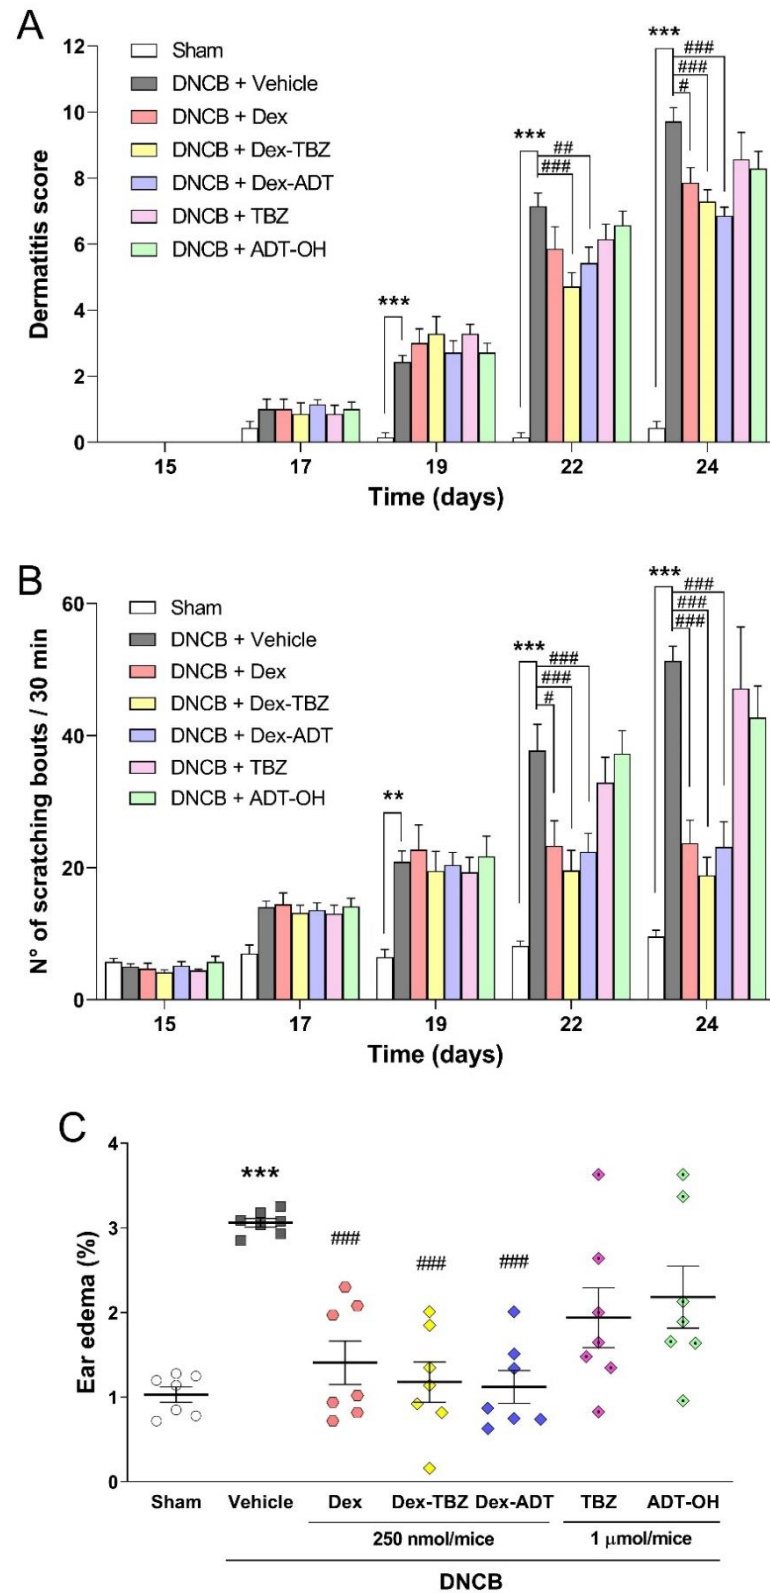 A
Sham
DNCB + Vehicle
DNCB + Dex
DNCB + Dex-TBZ
DNCB + Dex-ADT
DNCB + TBZ
DNCB + ADT-OH
Dermatitis score
12
10
8
6
4
2
0
***
***
##
###
***
###
###
#
15 17 19 22 24
Time (days)
B
Sham
DNCB + Vehicle
DNCB + Dex
DNCB + Dex-TBZ
DNCB + Dex-ADT
DNCB + TBZ
DNCB + ADT-OH
N° of scratching bouts / 30 min
60
40
20
0
**
***
###
###
#
***
###
###
###
15 17 19 22 24
Time (days)
C
Ear edema (%)
4
3
2
1
0
***
###
###
###
Sham Vehicle Dex Dex-TBZ Dex-ADT TBZ ADT-OH
250 nmol/mice 1 μmol/mice
DNCB